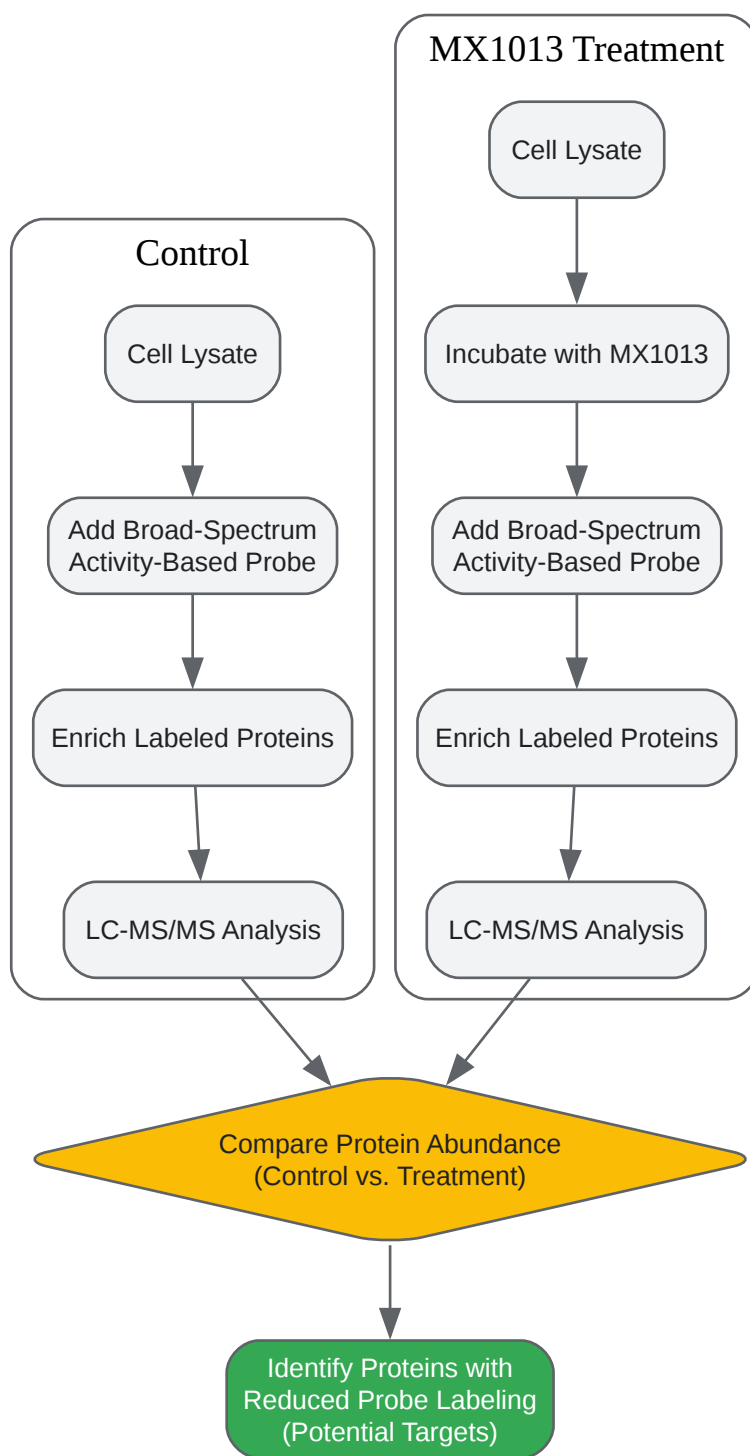 Control
Cell Lysate
Add Broad-Spectrum
Activity-Based Probe
Enrich Labeled Proteins
LC-MS/MS Analysis
MX1013 Treatment
Cell Lysate
Incubate with MX1013
Add Broad-Spectrum
Activity-Based Probe
Enrich Labeled Proteins
LC-MS/MS Analysis
Compare Protein Abundance
(Control vs. Treatment)
Identify Proteins with
Reduced Probe Labeling
(Potential Targets)